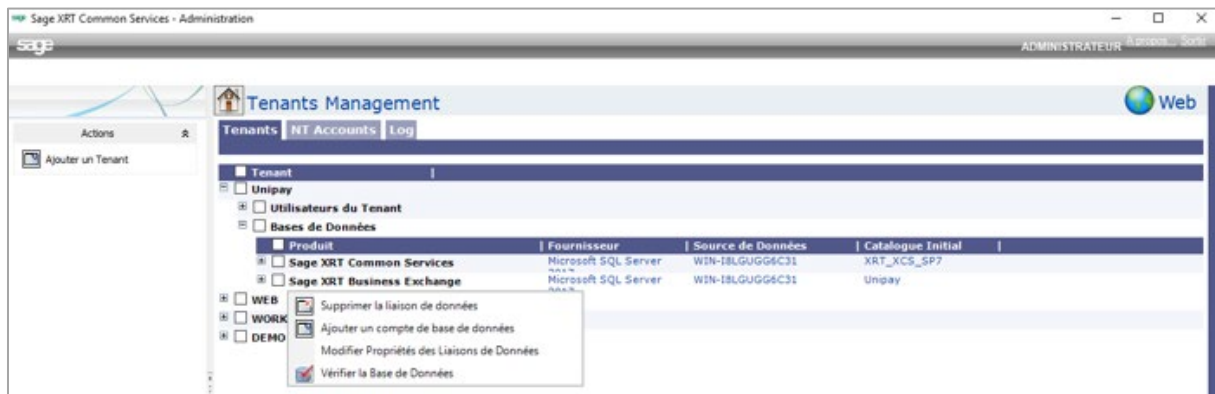 Sage XRT Common Services - Administration
sage
ADMINISTRATEUR A propos... Sortir
Tenants Management
Web
Actions
Tenants NT Accounts Log
Ajouter un Tenant
Tenant
Unipay
Utilisateurs du Tenant
Bases de Données
Produit | Fournisseur | Source de Données | Catalogue Initial |
Sage XRT Common Services Microsoft SQL Server WIN-I8LGUGG6C31 XRT_XCS_SP7
Sage XRT Business Exchange Microsoft SQL Server WIN-I8LGUGG6C31 Unipay
WEB
Supprimer la liaison de données
WORK
Ajouter un compte de base de données
DEMO
Modifier Propriétés des Liaisons de Données
Vérifier la Base de Données